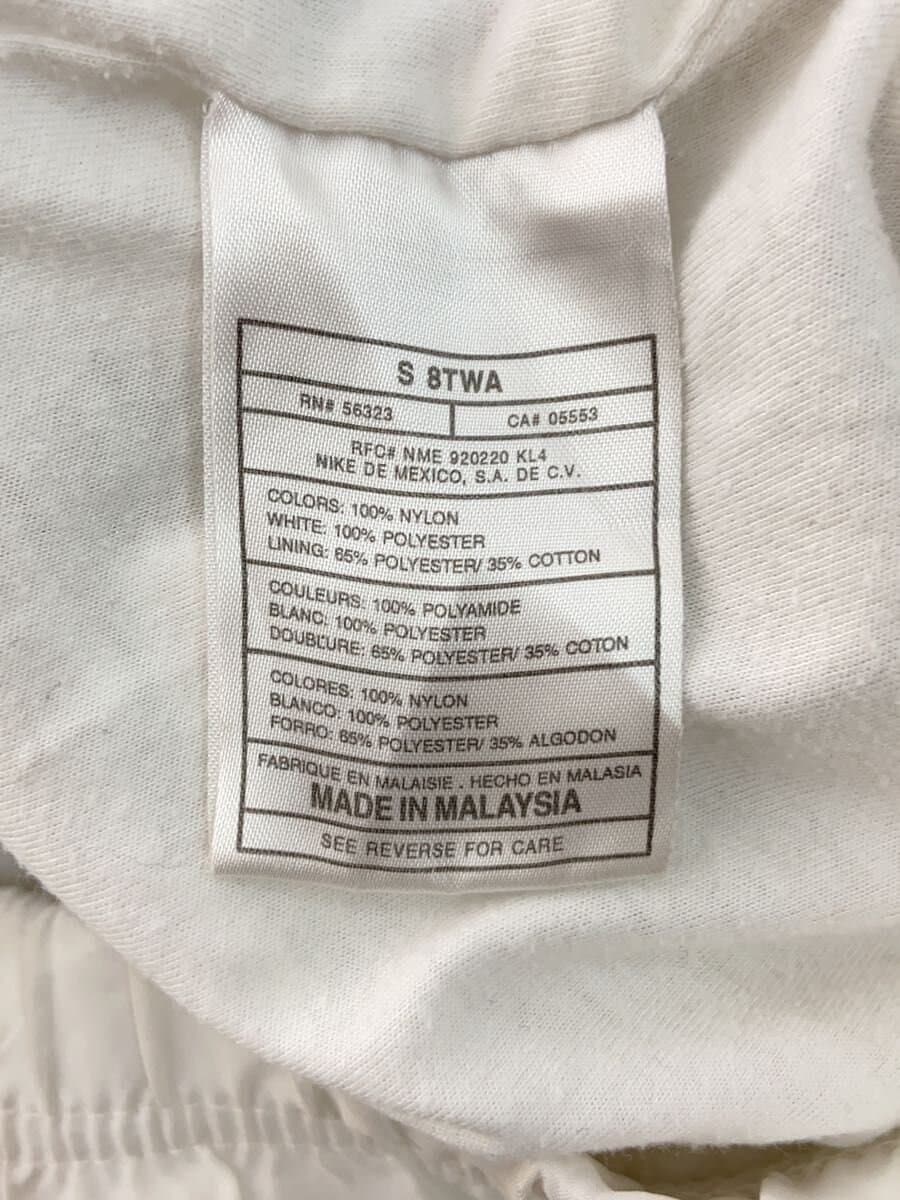 S 8TWA
RN# 56323 CA# 05553
RFC# NME 920220 KL4
NIKE DE MEXICO, S.A. DE C.V.
COLORS: 100% NYLON
WHITE: 100% POLYESTER
LINING: 65% POLYESTER/ 35% COTTON
COULEURS: 100% POLYAMIDE
BLANC: 100% POLYESTER
DOUBLURE: 65% POLYESTER/ 35% COTON
COLORES: 100% NYLON
BLANCO: 100% POLYESTER
FORRO: 65% POLYESTER/ 35% ALGODON
FABRIQUE EN MALAISIE . HECHO EN MALASIA
MADE IN MALAYSIA
SEE REVERSE FOR CARE